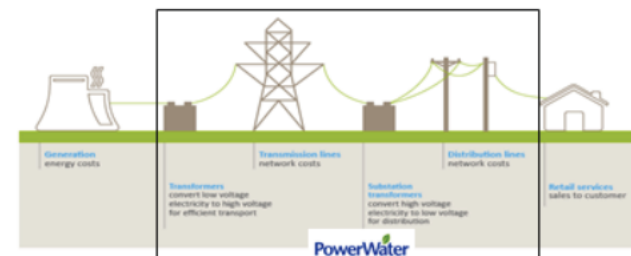 Generation
energy costs
Transformers
convert low voltage
electricity to high voltage
for efficient transport
Transmission lines
network costs
Substation
transformers
convert high voltage
electricity to low voltage
for distribution
Distribution lines
network costs
Retail services
sales to customer
PowerWater